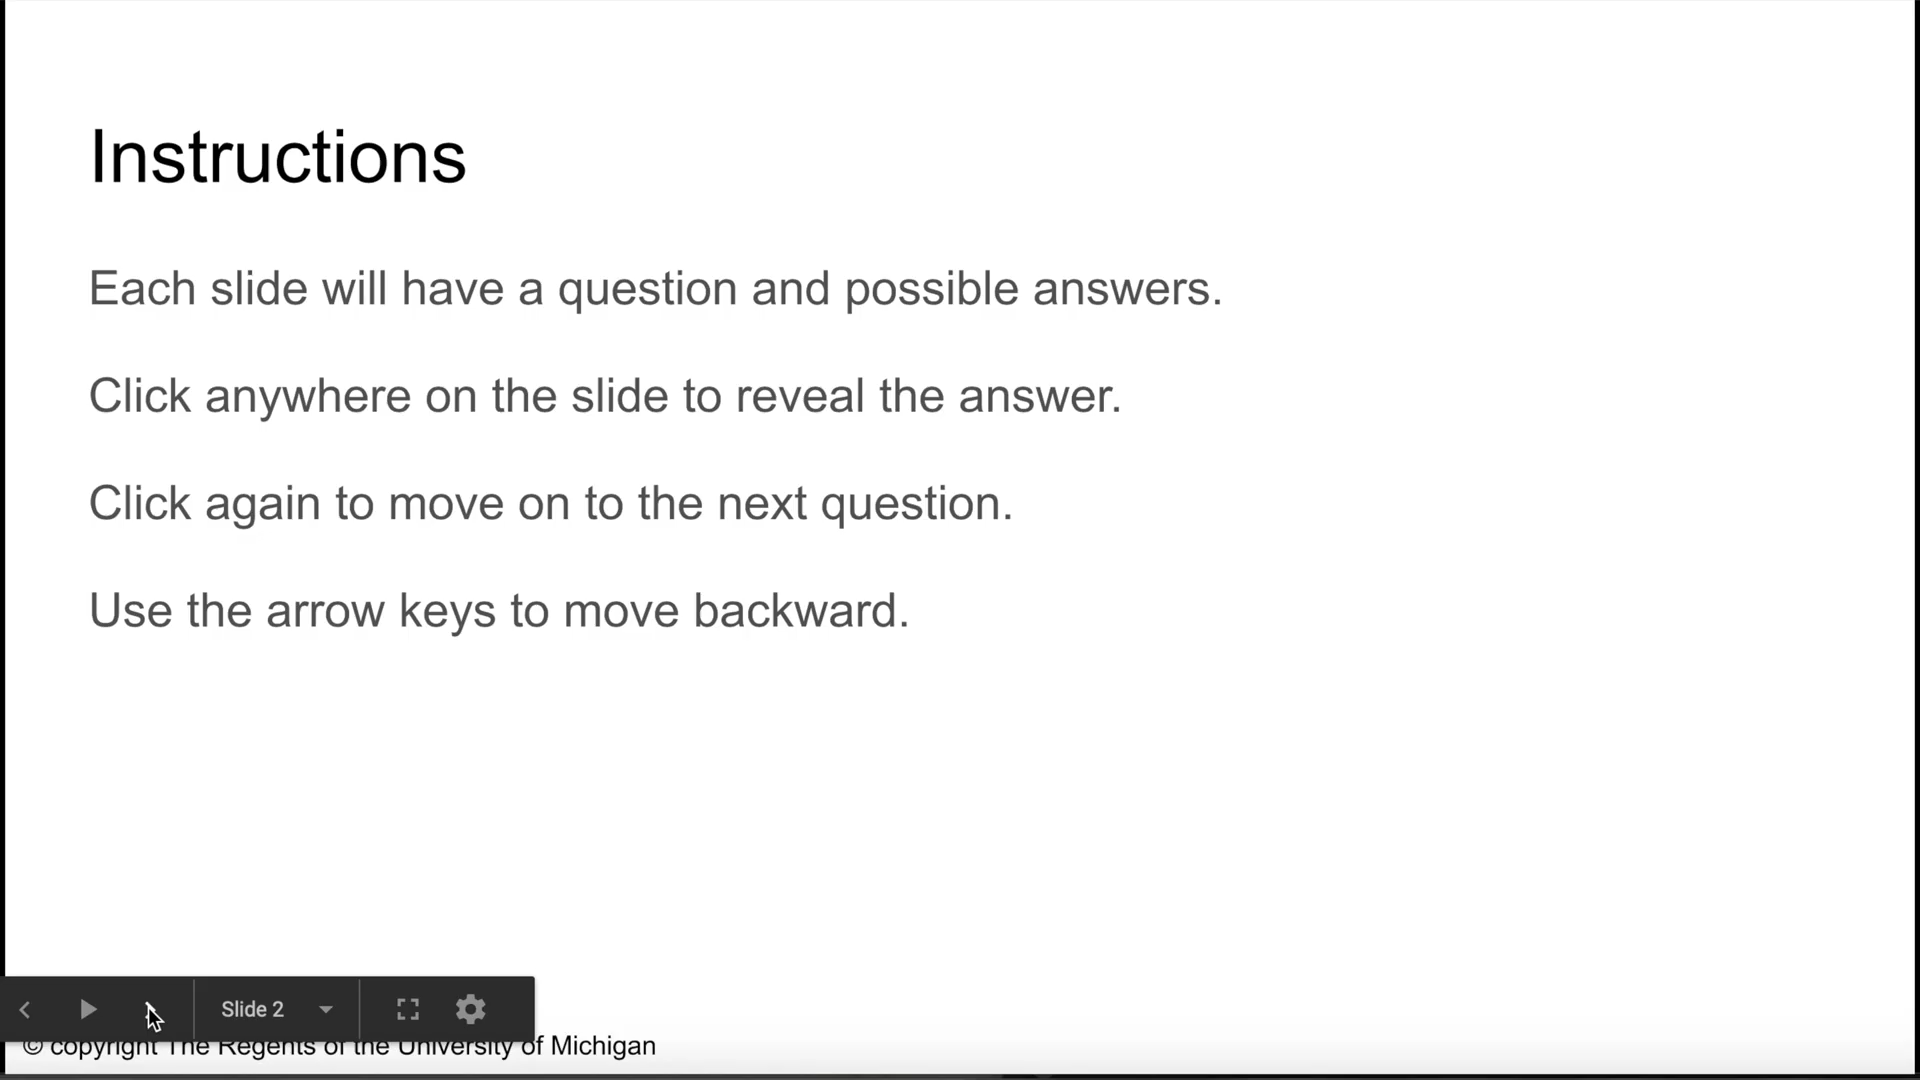 Instructions
Each slide will have a question and possible answers.
Click anywhere on the slide to reveal the answer.
Click again to move on to the next question.
Use the arrow keys to move backward.
Slide 2
© copyright The Regents of the University of Michigan